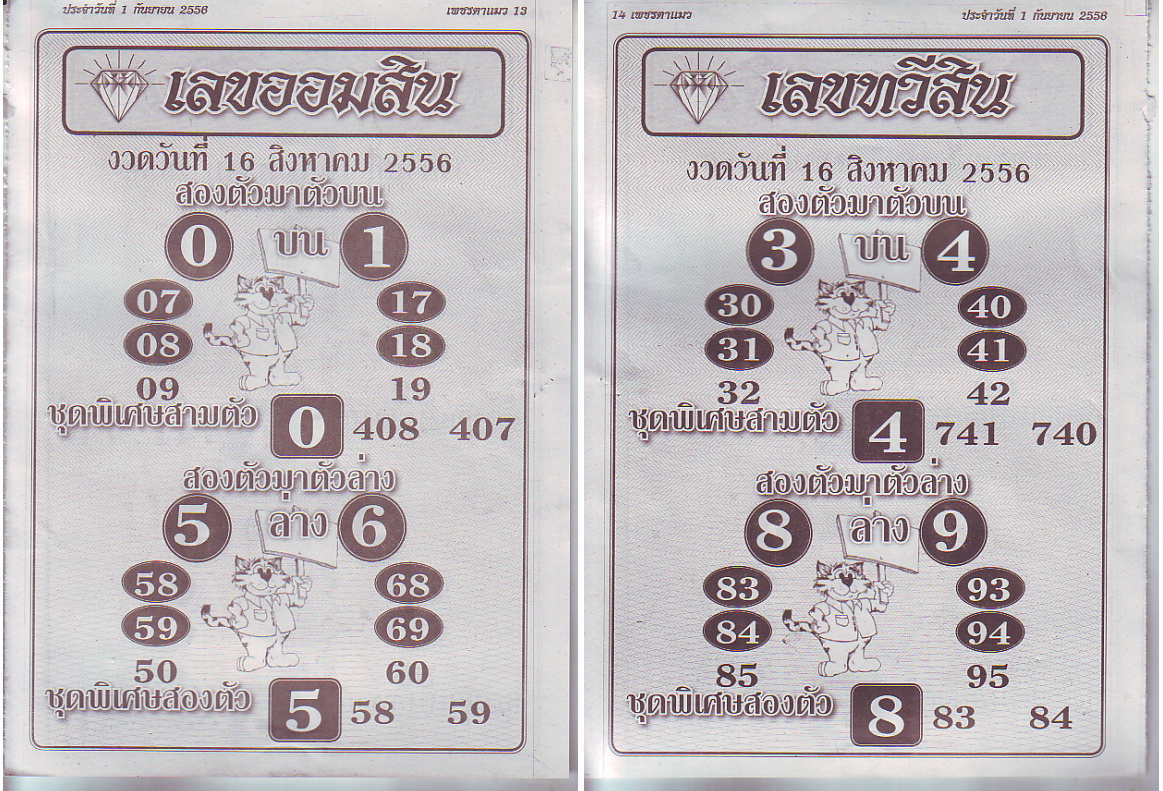 ประจำวันที่ 1 กันยายน 2556
เพชรตาแมว 13
เลขออมสิน
งวดวันที่ 16 สิงหาคม 2556
สองตัวมาตัวบน
0 บน 1
07 17
08 18
09 19
ชุดพิเศษสามตัว 0 408 407
สองตัวมาตัวล่าง
5 ล่าง 6
58 68
59 69
50 60
ชุดพิเศษสองตัว 5 58 59
14 เพชรตาแมว
ประจำวันที่ 1 กันยายน 2556
เลขทวีสิน
งวดวันที่ 16 สิงหาคม 2556
สองตัวมาตัวบน
3 บน 4
30 40
31 41
32 42
ชุดพิเศษสามตัว 4 741 740
สองตัวมาตัวล่าง
8 ล่าง 9
83 93
84 94
85 95
ชุดพิเศษสองตัว 8 83 84